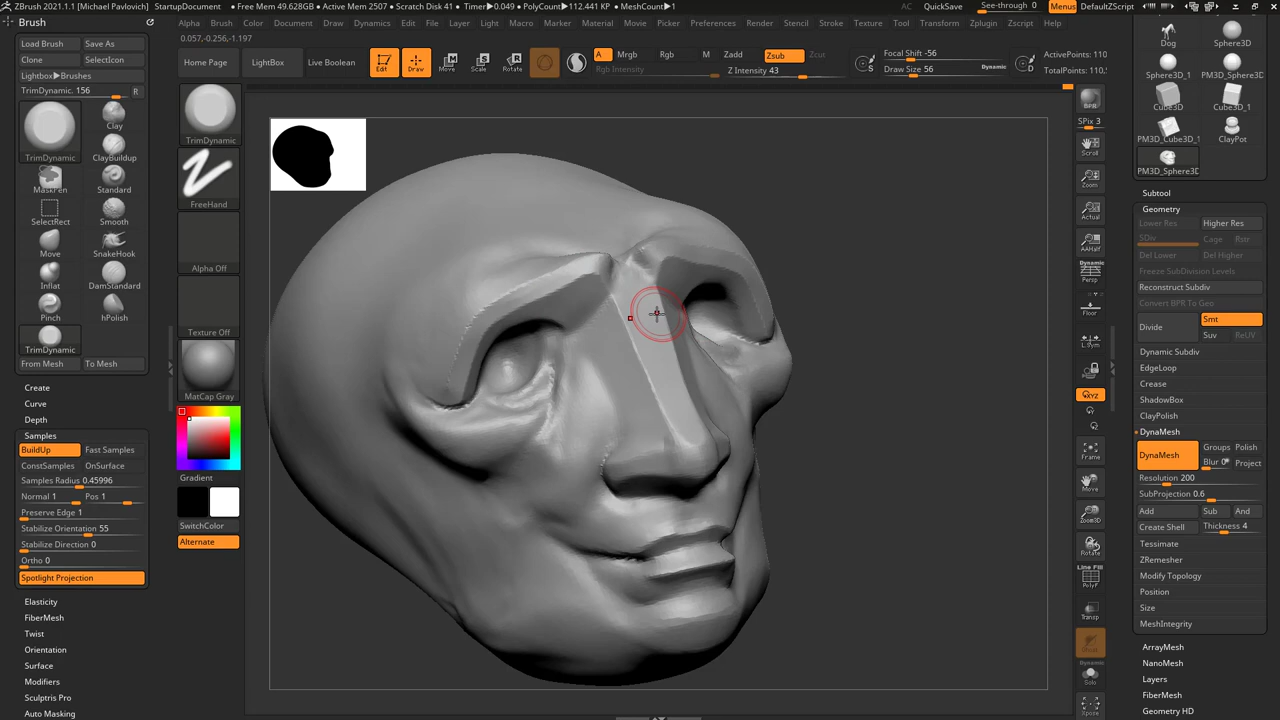 ZBrush 2021.1.1 [Michael Pavlovich] StartupDocument • Free Mem 49.628GB • Active Mem 2507 • Scratch Disk 41 • Timer▶0.049 • PolyCount▶112.441 KP • MeshCount▶1
AC QuickSave See-through 0 Menus DefaultZScript
Brush
Alpha Brush Color Document Draw Dynamics Edit File Layer Light Macro Marker Material Movie Picker Preferences Render Stencil Stroke Texture Tool Transform Zplugin Zscript Help
0.057,-0.256,-1.197
Load Brush Save As
Clone SelectIcon
Lightbox▶Brushes
TrimDynamic. 156 R
TrimDynamic
Clay
ClayBuildup
MaskPen Standard
SelectRect Smooth
Move SnakeHook
Inflat DamStandard
Pinch hPolish
TrimDynamic
From Mesh To Mesh
Create
Curve
Depth
Samples
BuildUp Fast Samples
ConstSamples OnSurface
Samples Radius 0.45996
Normal 1 Pos 1
Preserve Edge 1
Stabilize Orientation 55
Stabilize Direction 0
Ortho 0
Spotlight Projection
Elasticity
FiberMesh
Twist
Orientation
Surface
Modifiers
Sculptris Pro
Auto Masking
Home Page LightBox Live Boolean
Edit Draw Move Scale Rotate
A Mrgb Rgb M Zadd Zsub Zcut
Rgb Intensity Z Intensity 43
Focal Shift -56
Draw Size 56 Dynamic
S D
ActivePoints: 110
TotalPoints: 110,
TrimDynamic
FreeHand
Alpha Off
Texture Off
MatCap Gray
Gradient
SwitchColor
Alternate
BPR
SPix 3
Scroll
Zoom
Actual
AAHalf
Dynamic
Persp
Floor
L.Sym
XYZ
Frame
Move
Zoom3D
Rotate
Line Fill
PolyF
Transp
Ghost
Dynamic
Solo
Xpose
Dog Sphere3D
Sphere3D_1 PM3D_Sphere3D
Cube3D Cube3D_1
PM3D_Cube3D_1 ClayPot
PM3D_Sphere3D
Subtool
Geometry
Lower Res Higher Res
SDiv Cage Rstr
Del Lower Del Higher
Freeze SubDivision Levels
Reconstruct Subdiv
Convert BPR To Geo
Divide Smt
Suv ReUV
Dynamic Subdiv
EdgeLoop
Crease
ShadowBox
ClayPolish
DynaMesh
DynaMesh Groups Polish
Blur 0 Project
Resolution 200
SubProjection 0.6
Add Sub And
Create Shell Thickness 4
Tessimate
ZRemesher
Modify Topology
Position
Size
MeshIntegrity
ArrayMesh
NanoMesh
Layers
FiberMesh
Geometry HD